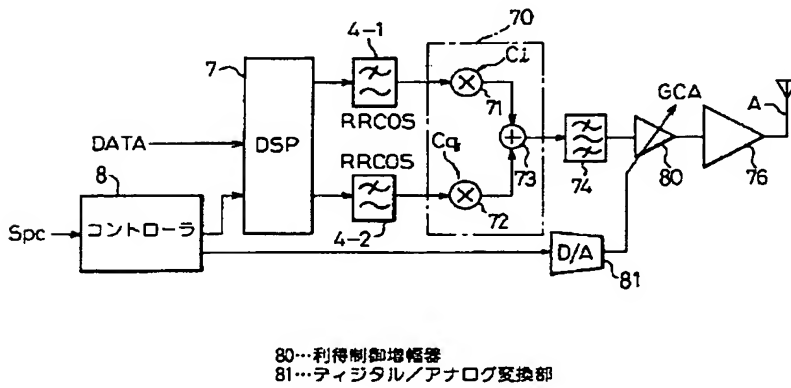 70
4-1
7
Ci
GCA
A
71
RRCOS
DATA
DSP
Cq
73
74
80
76
8
RRCOS
72
Spc
コントローラ
4-2
D/A
81
80…利得制御増幅器
81…ディジタル/アナログ変換部